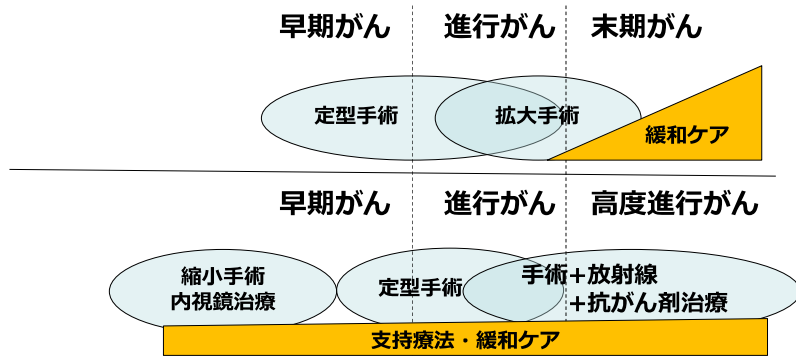 早期がん 進行がん 末期がん
定型手術 拡大手術
緩和ケア
早期がん 進行がん 高度進行がん
縮小手術
内視鏡治療
定型手術
手術+放射線
+抗がん剤治療
支持療法・緩和ケア